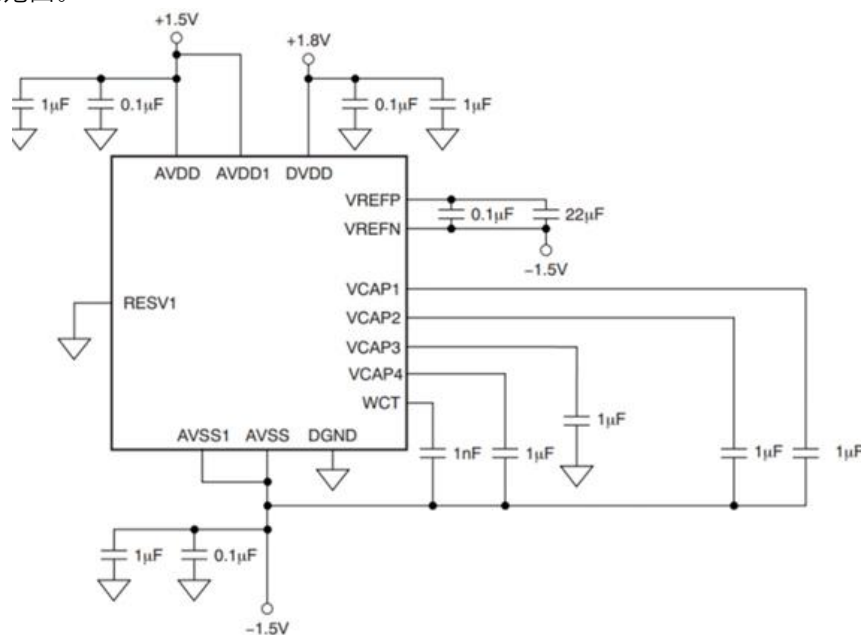 +1.5V
+1.8V
1μF
0.1μF
0.1μF
1μF
AVDD
AVDD1
DVDD
VREFP
0.1μF
22μF
VREFN
−1.5V
VCAP1
RESV1
VCAP2
VCAP3
VCAP4
WCT
1μF
AVSS1
AVSS
DGND
1nF
1μF
1μF
1μF
1μF
0.1μF
−1.5V